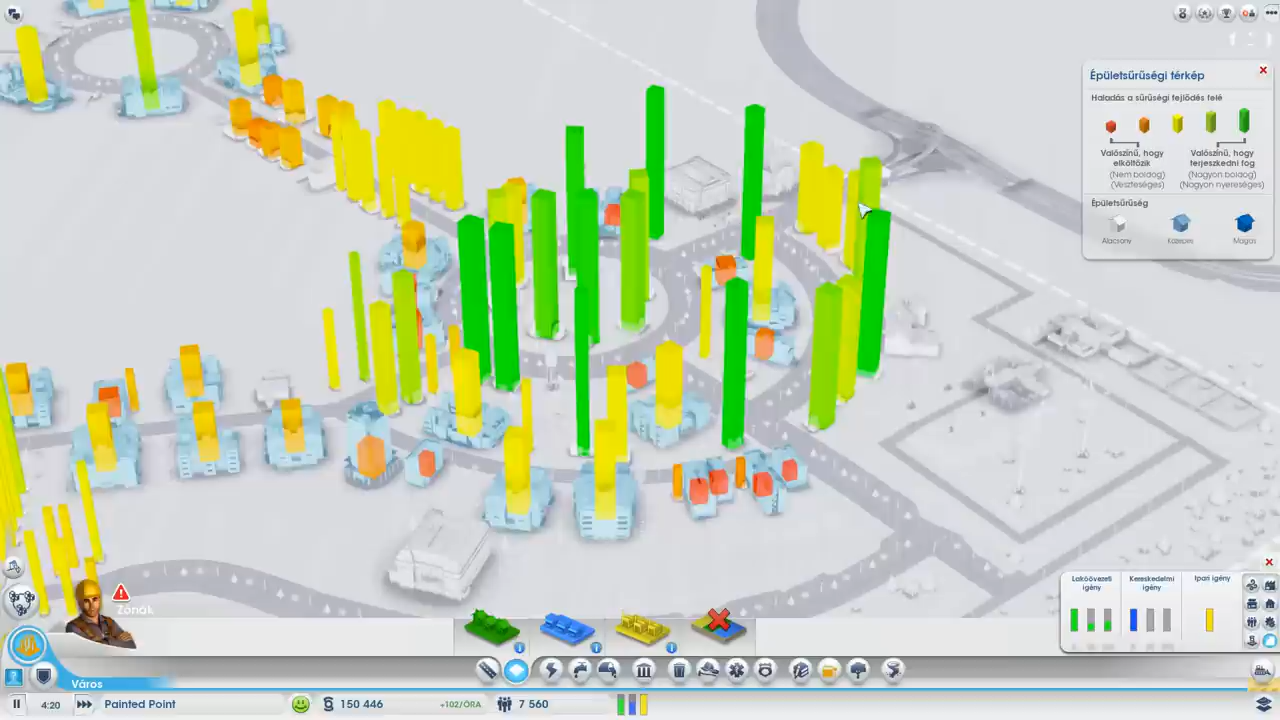 Épületsűrűségi térkép
Haladás a sűrűségi fejlődés felé
Valószínű, hogy elköltözik
(Nem boldog)
(Veszteséges)
Valószínű, hogy terjeszkedni fog
(Nagyon boldog)
(Nagyon nyereséges)
Épületsűrűség
Alacsony
Közepes
Magas
Lakóövezeti igény
Kereskedelmi igény
Ipari igény
Zónák
Város
4:20
Painted Point
150 446
+102/ÓRA
7 560